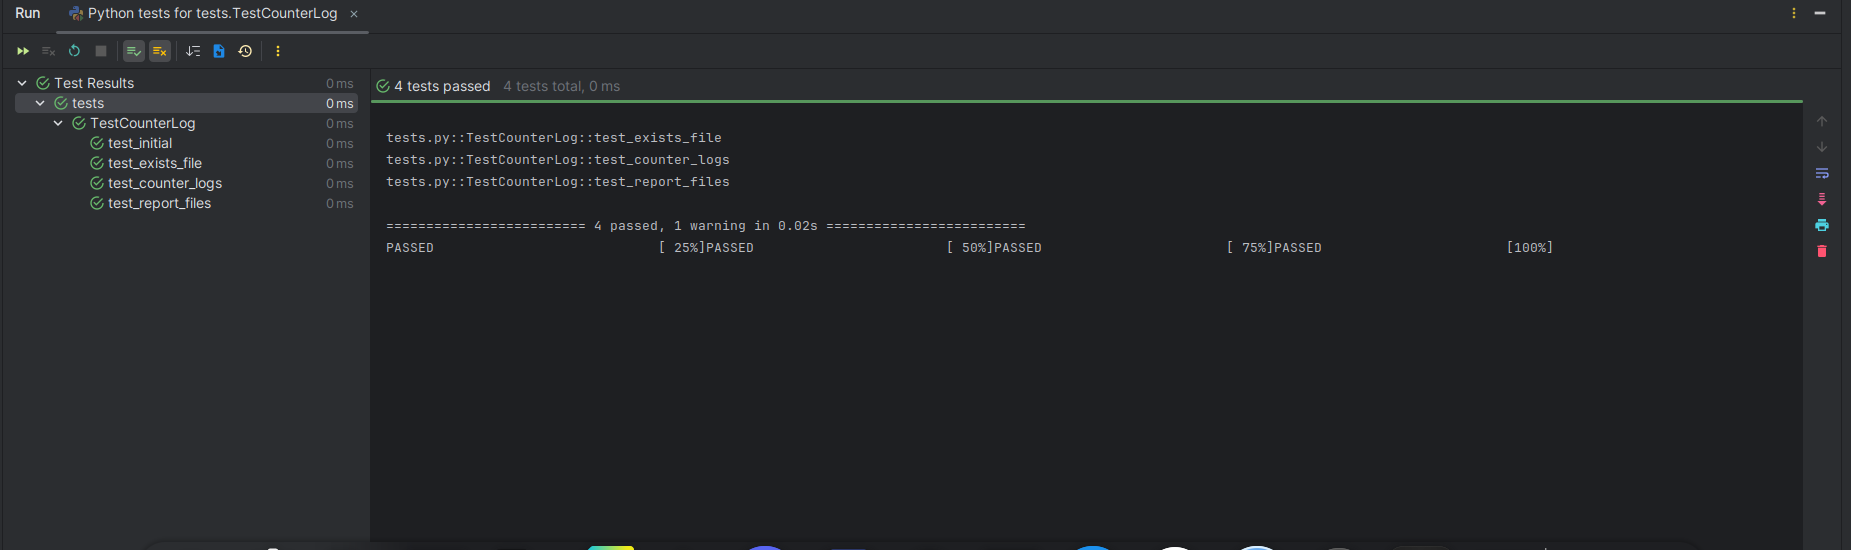 Run
Python tests for tests.TestCounterLog
Test Results 0 ms
tests 0 ms
TestCounterLog 0 ms
test_initial 0 ms
test_exists_file 0 ms
test_counter_logs 0 ms
test_report_files 0 ms
4 tests passed 4 tests total, 0 ms
tests.py::TestCounterLog::test_exists_file
tests.py::TestCounterLog::test_counter_logs
tests.py::TestCounterLog::test_report_files
========================= 4 passed, 1 warning in 0.02s =========================
PASSED [ 25%]PASSED [ 50%]PASSED [ 75%]PASSED [100%]